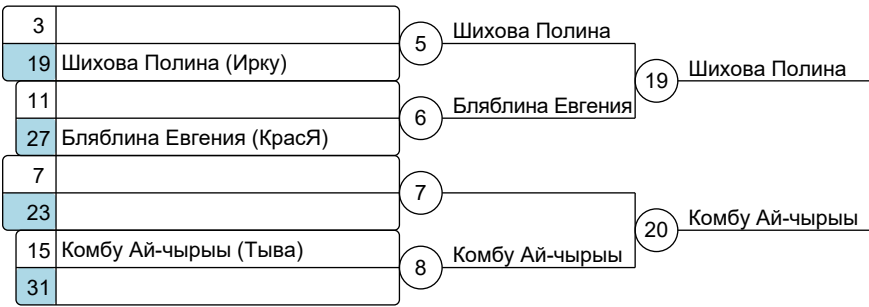 3
19 Шихова Полина (Ирку)
5
Шихова Полина
11
27 Бляблина Евгения (КрасЯ)
6
Бляблина Евгения
19
Шихова Полина
7
23
7
15 Комбу Ай-чырыы (Тыва)
31
8
Комбу Ай-чырыы
20
Комбу Ай-чырыы